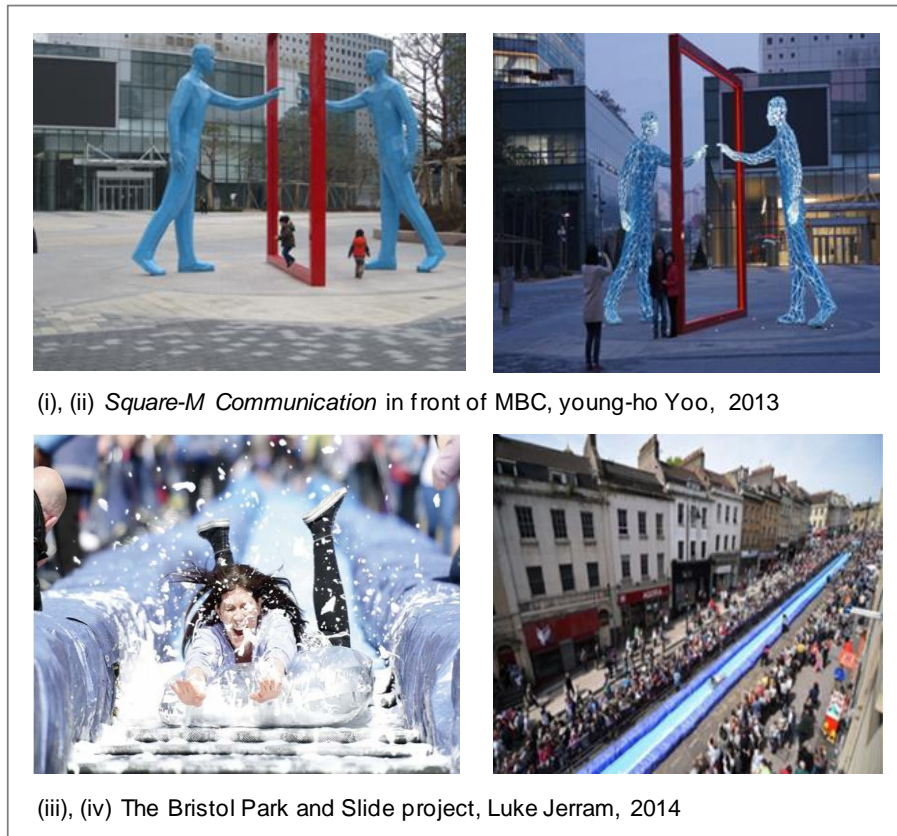 (i), (ii) Square-M Communication in front of MBC, young-ho Yoo, 2013
(iii), (iv) The Bristol Park and Slide project, Luke Jerram, 2014